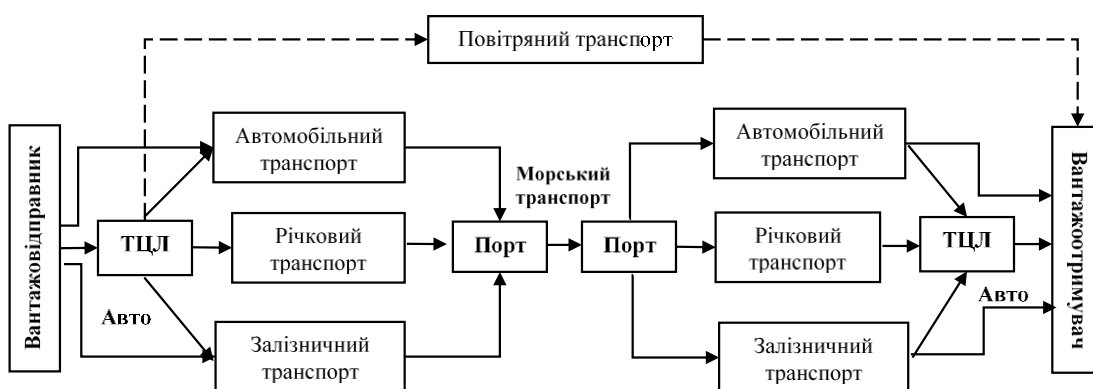 Повітряний транспорт
Вантажовідправник
Автомобільний
транспорт
ТЦЛ
Річковий
транспорт
Авто
Залізничний
транспорт
Морський
транспорт
Порт
Порт
Автомобільний
транспорт
Річковий
транспорт
Залізничний
транспорт
ТЦЛ
Авто
Вантажоотримувач